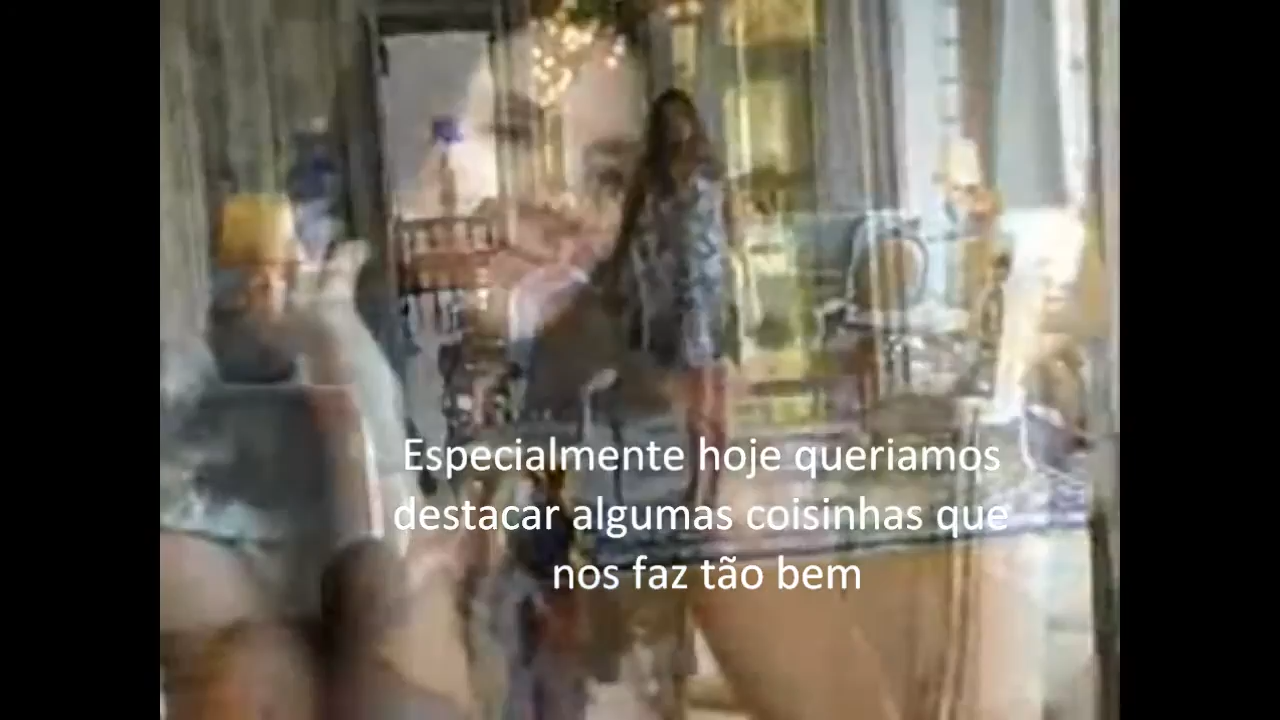 Especialmente hoje queriamos
destacar algumas coisinhas que
nos faz tão bem